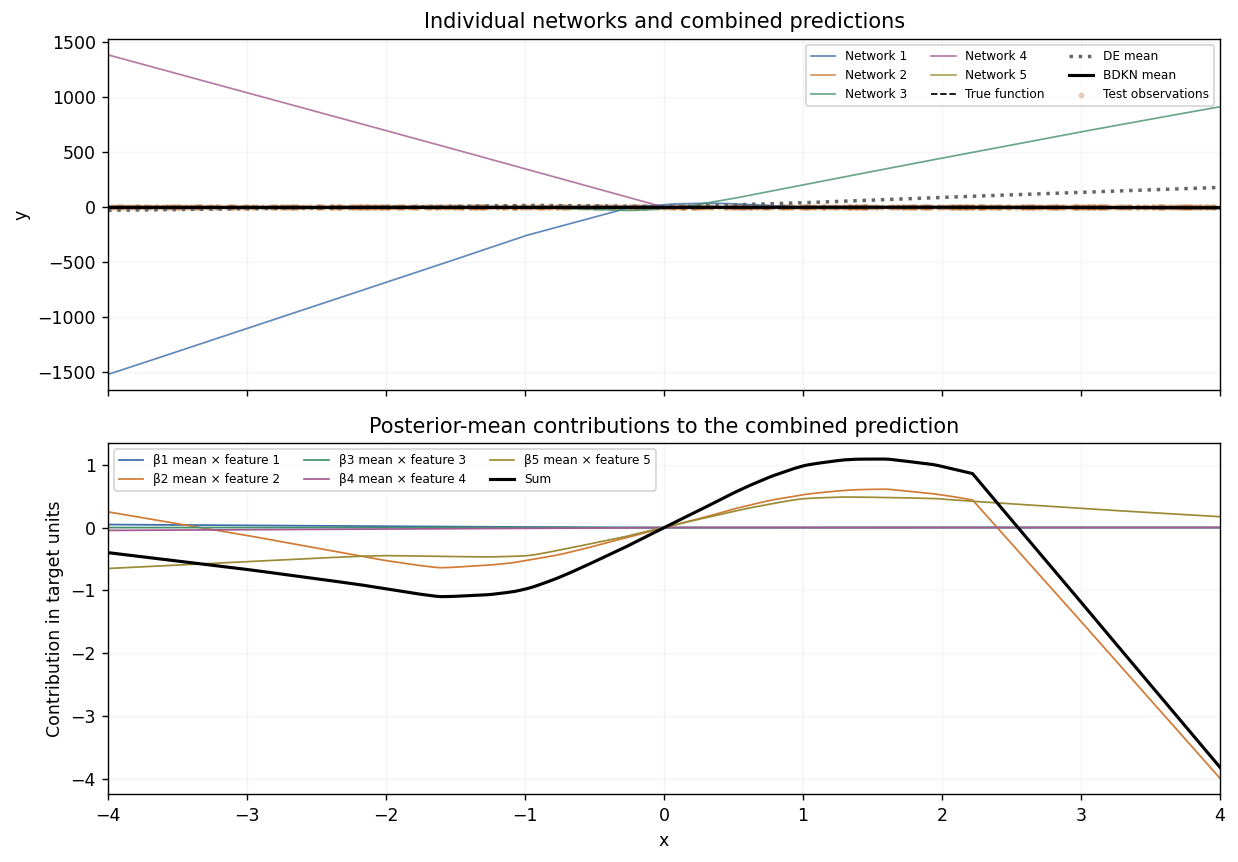 Individual networks and combined predictions
1500
1000
500
0
−500
−1000
−1500
y
Network 1
Network 2
Network 3
Network 4
Network 5
True function
DE mean
BDKN mean
Test observations
Posterior-mean contributions to the combined prediction
1
0
−1
−2
−3
−4
Contribution in target units
β1 mean × feature 1
β2 mean × feature 2
β3 mean × feature 3
β4 mean × feature 4
β5 mean × feature 5
Sum
−4 −3 −2 −1 0 1 2 3 4
x